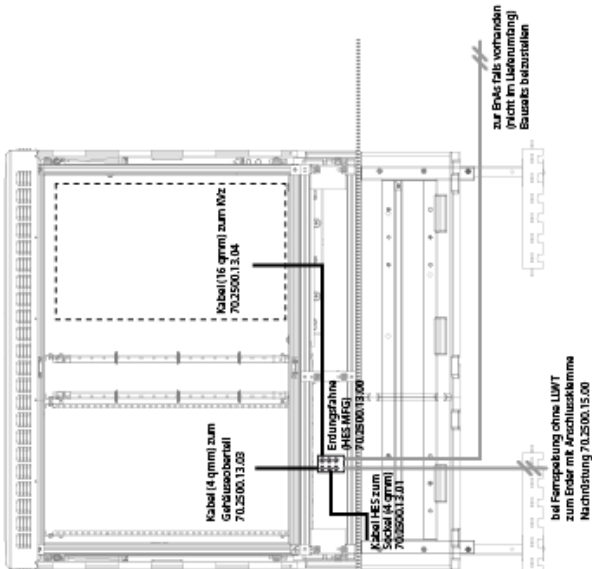 zur EnAs falls vorhanden
(nicht im Lieferumfang)
Bauseits beizustellen
Kabel (16 qmm) zum KVz
70.2500.13.04
Kabel (4 qmm) zum
Gehäuseoberteil
70.2500.13.03
Erdungsfahne
(HES MFG)
70.2500.13.00
Kabel HES zum
Sockel (4 qmm)
70.2500.13.01
bei Fernspeisung ohne LLWT
zum Erder mit Anschlussklemme
Nachrüstung 70.2500.15.00